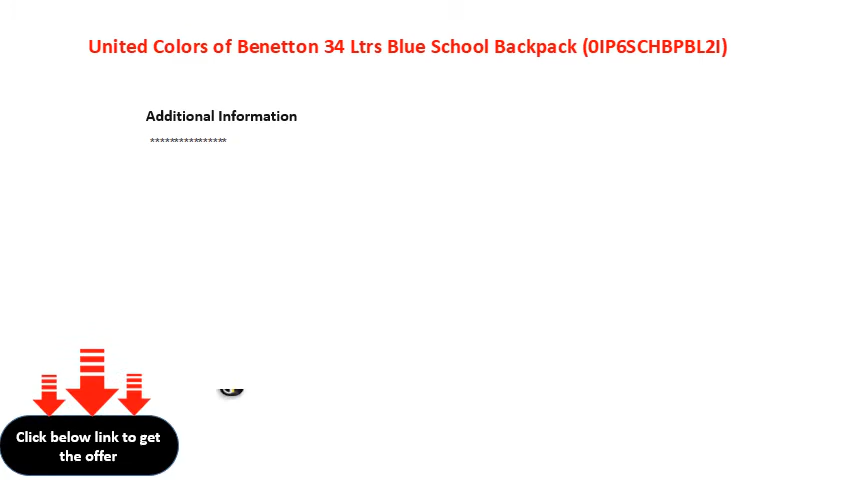 United Colors of Benetton 34 Ltrs Blue School Backpack (0IP6SCHBPBL2I)
Additional Information
****************
Click below link to get
the offer